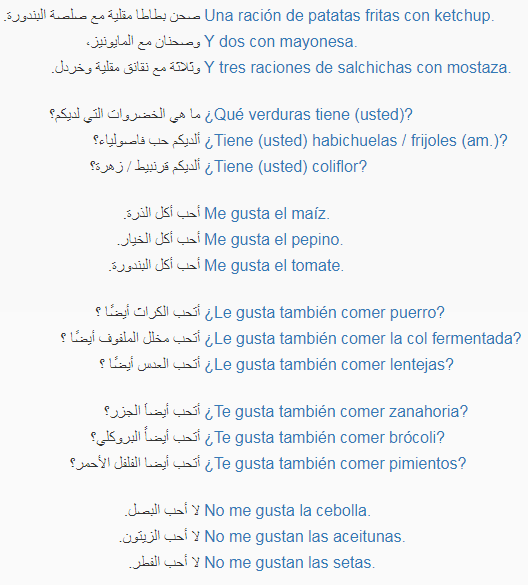 صحن بطاطا مقلية مع صلصة البندورة. Una ración de patatas fritas con ketchup.
وصحنان مع المايونيز، Y dos con mayonesa.
وثلاثة مع نقانق مقلية وخردل. Y tres raciones de salchichas con mostaza.
ما هي الخضروات التي لديكم؟ ¿Qué verduras tiene (usted)?
ألديكم حب فاصولياء؟ ¿Tiene (usted) habichuelas / frijoles (am.)?
ألديكم قرنبيط / زهرة؟ ¿Tiene (usted) coliflor?
أحب أكل الذرة. Me gusta el maíz.
أحب أكل الخيار. Me gusta el pepino.
أحب أكل البندورة. Me gusta el tomate.
أتحب الكراث أيضًا ؟ ¿Le gusta también comer puerro?
أتحب مخلل الملفوف أيضًا ؟ ¿Le gusta también comer la col fermentada?
أتحب العدس أيضًا ؟ ¿Le gusta también comer lentejas?
أتحب أيضاً الجزر؟ ¿Te gusta también comer zanahoria?
أتحب أيضاً البروكلي؟ ¿Te gusta también comer brócoli?
أتحب أيضا الفلفل الأحمر؟ ¿Te gusta también comer pimientos?
لا أحب البصل. No me gusta la cebolla.
لا أحب الزيتون. No me gustan las aceitunas.
لا أحب الفطر. No me gustan las setas.